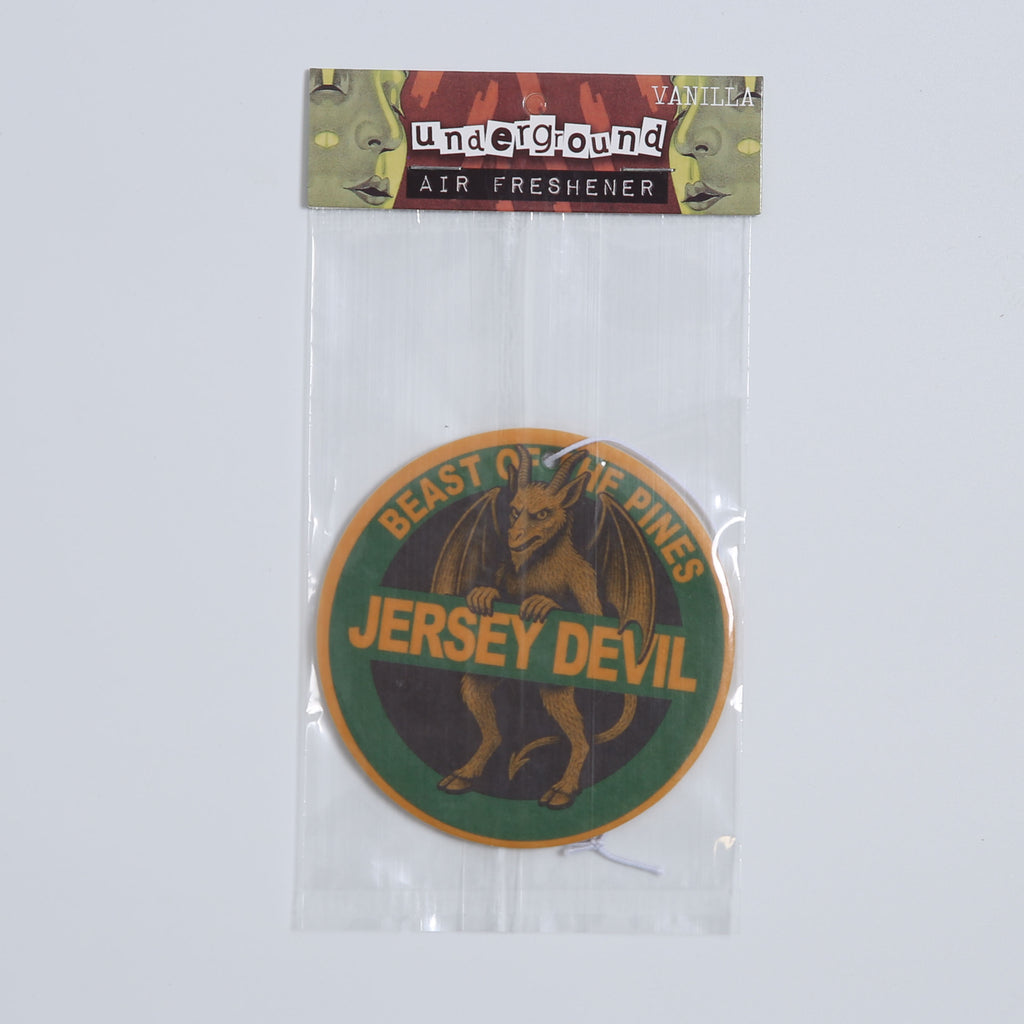 VANILLA
underground
AIR FRESHENER
BEAST OF THE PINES
JERSEY DEVIL